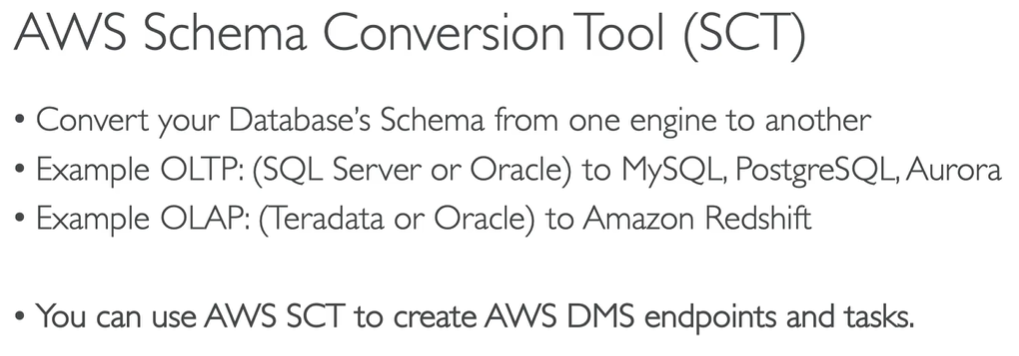 AWS Schema Conversion Tool (SCT)
• Convert your Database’s Schema from one engine to another
• Example OLTP: (SQL Server or Oracle) to MySQL, PostgreSQL, Aurora
• Example OLAP: (Teradata or Oracle) to Amazon Redshift
• You can use AWS SCT to create AWS DMS endpoints and tasks.